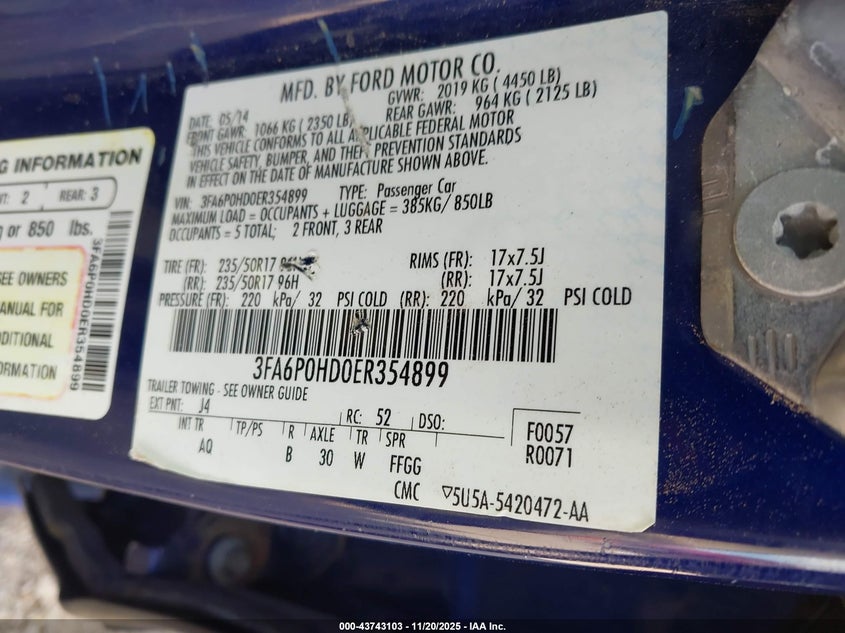 MFD. BY FORD MOTOR CO.
DATE: 05/14 GVWR: 2019 KG ( 4450 LB)
FRONT GAWR: 1066 KG ( 2350 LB) REAR GAWR: 964 KG ( 2125 LB)
THIS VEHICLE CONFORMS TO ALL APPLICABLE FEDERAL MOTOR
VEHICLE SAFETY, BUMPER, AND THEFT PREVENTION STANDARDS
IN EFFECT ON THE DATE OF MANUFACTURE SHOWN ABOVE.
VIN: 3FA6P0HD0ER354899 TYPE: Passenger Car
MAXIMUM LOAD = OCCUPANTS + LUGGAGE = 385KG/ 850LB
OCCUPANTS = 5 TOTAL; 2 FRONT, 3 REAR
TIRE (FR): 235/50R17 RIMS (FR): 17x7.5J
(RR): 235/50R17 96H (RR): 17x7.5J
PRESSURE (FR): 220 kPa/ 32 PSI COLD (RR): 220 kPa/ 32 PSI COLD
3FA6P0HD0ER354899
TRAILER TOWING - SEE OWNER GUIDE
EXT PNT: J4 RC: 52 DSO:
INT TR TP/PS R AXLE TR SPR F0057
AQ B 30 W FFGG R0071
CMC ▽5U5A-5420472-AA
G INFORMATION
2 REAR: 3
or 850 lbs.
SEE OWNERS
MANUAL FOR
ADDITIONAL
INFORMATION
3FA6P0HD0ER354899
000-43743103 - 11/20/2025 - IAA Inc.